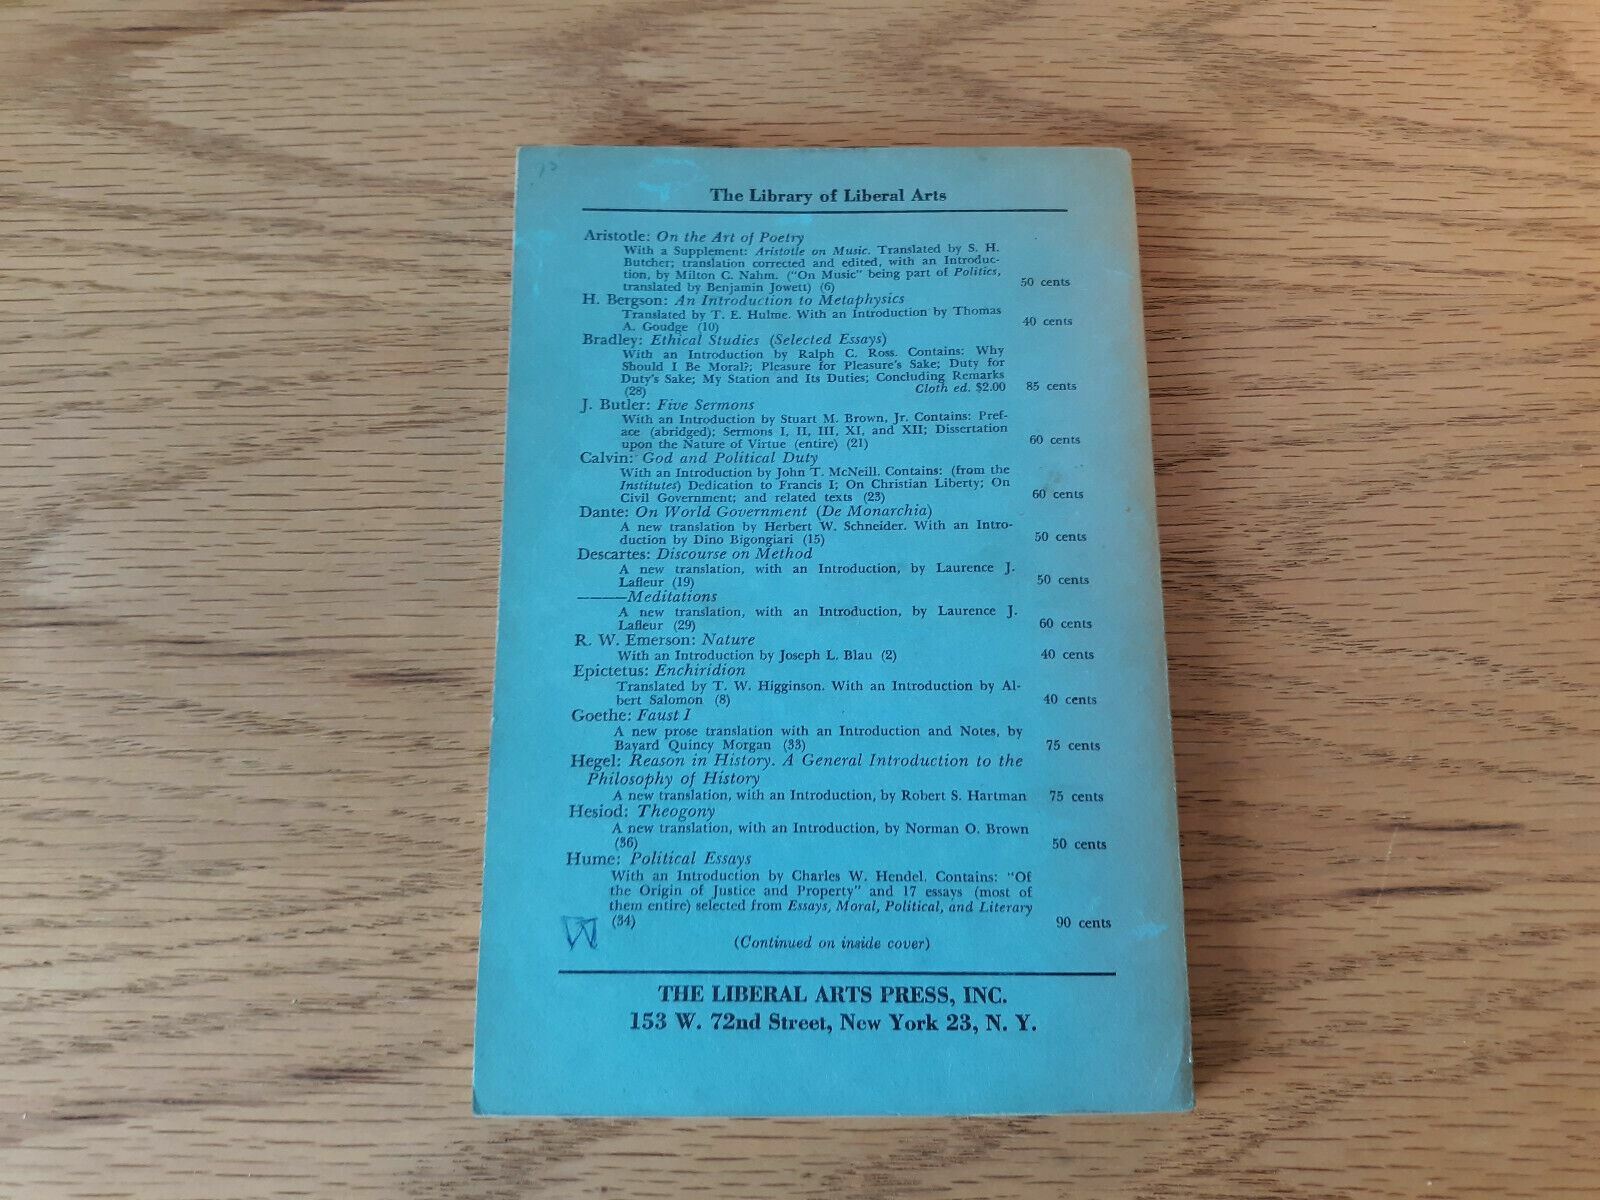 The Library of Liberal Arts
Aristotle: On the Art of Poetry
With a Supplement: Aristotle on Music. Translated by S. H.
Butcher; translation corrected and edited, with an Introduc-
tion, by Milton C. Nahm. ("On Music" being part of Politics,
translated by Benjamin Jowett) (6) 50 cents
H. Bergson: An Introduction to Metaphysics
Translated by T. E. Hulme. With an Introduction by Thomas
A. Goudge (10) 40 cents
Bradley: Ethical Studies (Selected Essays)
With an Introduction by Ralph C. Ross. Contains: Why
Should I Be Moral?; Pleasure for Pleasure's Sake; Duty for
Duty's Sake; My Station and Its Duties; Concluding Remarks
(28) Cloth ed. $2.00 85 cents
J. Butler: Five Sermons
With an Introduction by Stuart M. Brown, Jr. Contains: Pref-
ace (abridged); Sermons I, II, III, XI, and XII; Dissertation
upon the Nature of Virtue (entire) (21) 60 cents
Calvin: God and Political Duty
With an Introduction by John T. McNeill. Contains: (from the
Institutes) Dedication to Francis I; On Christian Liberty; On
Civil Government; and related texts (23) 60 cents
Dante: On World Government (De Monarchia)
A new translation by Herbert W. Schneider. With an Intro-
duction by Dino Bigongiari (15) 50 cents
Descartes: Discourse on Method
A new translation, with an Introduction, by Laurence J.
Lafleur (19) 50 cents
————Meditations
A new translation, with an Introduction, by Laurence J.
Lafleur (29) 60 cents
R. W. Emerson: Nature
With an Introduction by Joseph L. Blau (2) 40 cents
Epictetus: Enchiridion
Translated by T. W. Higginson. With an Introduction by Al-
bert Salomon (8) 40 cents
Goethe: Faust I
A new prose translation with an Introduction and Notes, by
Bayard Quincy Morgan (33) 75 cents
Hegel: Reason in History. A General Introduction to the
Philosophy of History
A new translation, with an Introduction, by Robert S. Hartman 75 cents
Hesiod: Theogony
A new translation, with an Introduction, by Norman O. Brown
(36) 50 cents
Hume: Political Essays
With an Introduction by Charles W. Hendel. Contains: "Of
the Origin of Justice and Property" and 17 essays (most of
them entire) selected from Essays, Moral, Political, and Literary
(34) 90 cents
(Continued on inside cover)
THE LIBERAL ARTS PRESS, INC.
153 W. 72nd Street, New York 23, N. Y.